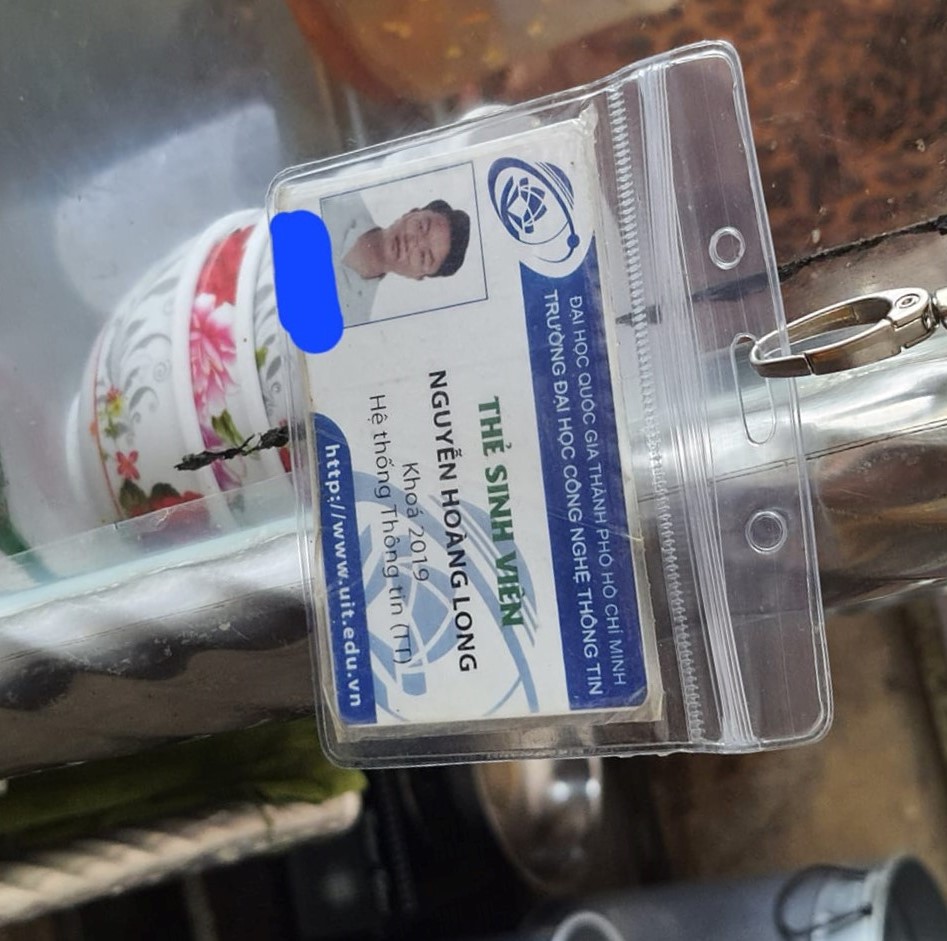 ĐẠI HỌC QUỐC GIA THÀNH PHỐ HỒ CHÍ MINH
TRƯỜNG ĐẠI HỌC CÔNG NGHỆ THÔNG TIN
THẺ SINH VIÊN
NGUYỄN HOÀNG LONG
Khoá 2019
Hệ thống Thông tin (TT)
http://www.uit.edu.vn